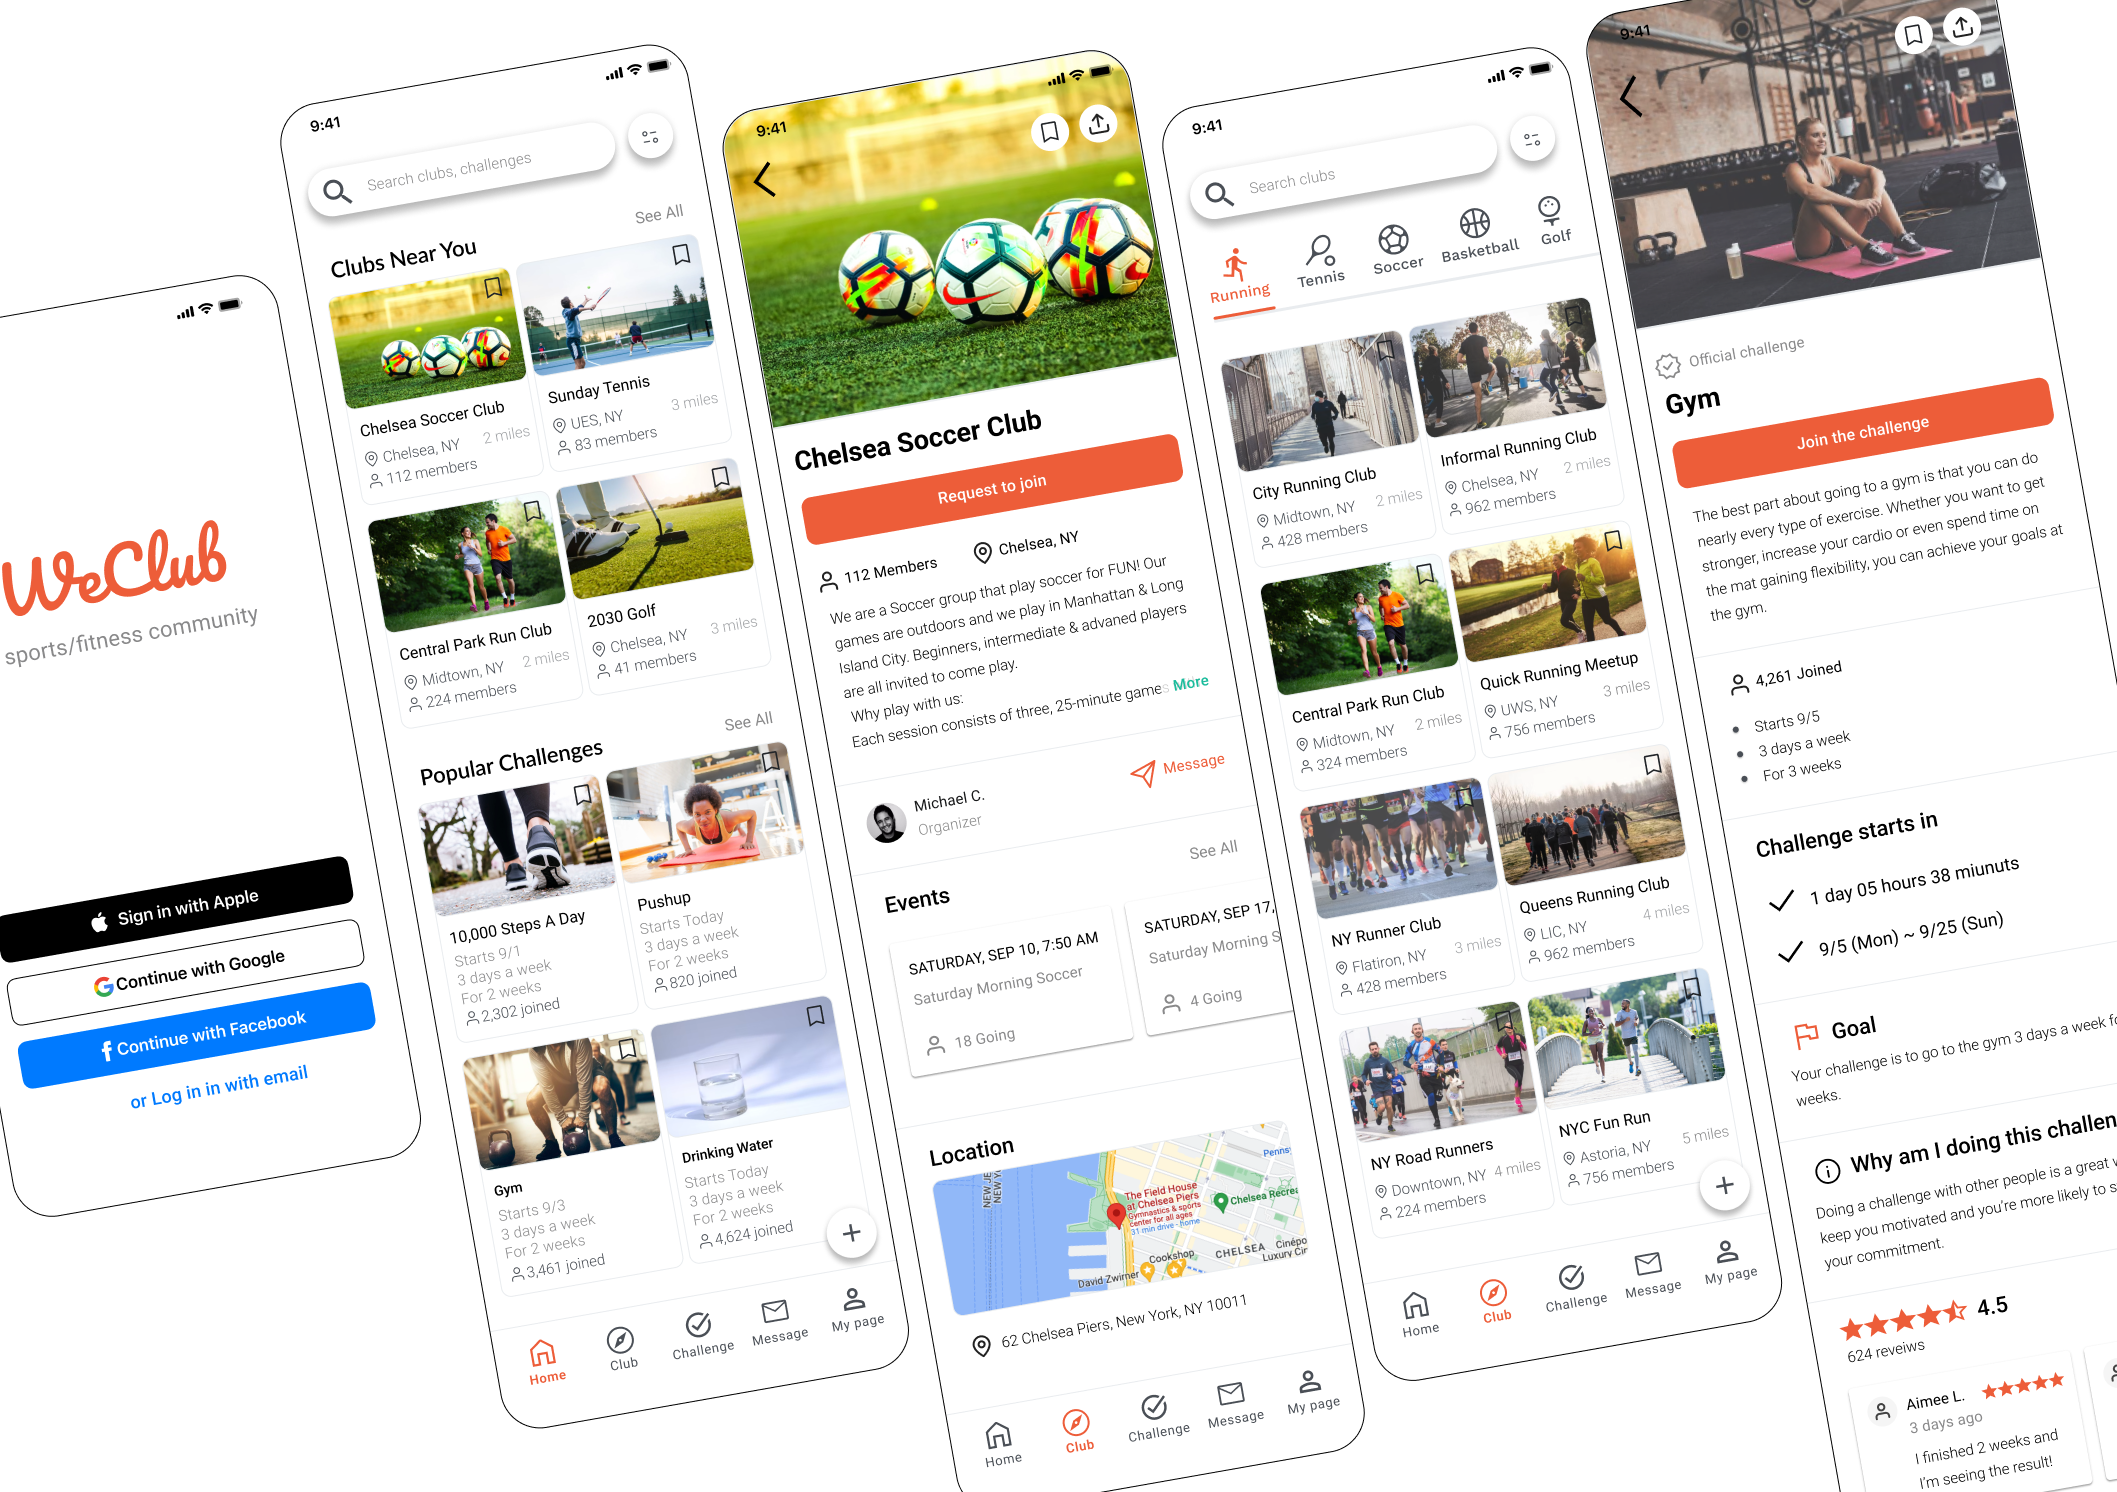 WeClub
sports/fitness community
Sign in with Apple
Continue with Google
Continue with Facebook
or Log in in with email
9:41
Search clubs, challenges
See All
Clubs Near You
Chelsea Soccer Club
Chelsea, NY
2 miles
112 members
Sunday Tennis
UES, NY
3 miles
83 members
Central Park Run Club
Midtown, NY
2 miles
224 members
2030 Golf
Chelsea, NY
3 miles
41 members
See All
Popular Challenges
10,000 Steps A Day
Starts 9/1
3 days a week
For 2 weeks
2,302 joined
Pushup
Starts Today
3 days a week
For 2 weeks
820 joined
Gym
Starts 9/3
3 days a week
For 2 weeks
3,461 joined
Drinking Water
Starts Today
3 days a week
For 2 weeks
4,624 joined
Home
Club
Challenge
Message
My page
9:41
Chelsea Soccer Club
Request to join
112 Members
Chelsea, NY
We are a Soccer group that play soccer for FUN! Our
games are outdoors and we play in Manhattan & Long
Island City. Beginners, intermediate & advaned players
are all invited to come play.
Why play with us:
Each session consists of three, 25-minute games More
Michael C.
Organizer
Message
See All
Events
SATURDAY, SEP 10, 7:50 AM
Saturday Morning Soccer
18 Going
SATURDAY, SEP 17,
Saturday Morning S
4 Going
Location
NEW JE
NEW Y
Penns
The Field House
at Chelsea Piers
Gymnastics & sports
center for all ages
31 min drive - home
Chelsea Recrea
Cookshop
CHELSEA
Cinépo
Luxury Cin
David Zwirner
62 Chelsea Piers, New York, NY 10011
Home
Club
Challenge
Message
My page
9:41
Search clubs
Running
Tennis
Soccer
Basketball
Golf
City Running Club
Midtown, NY
2 miles
428 members
Informal Running Club
Chelsea, NY
2 miles
962 members
Central Park Run Club
Midtown, NY
2 miles
324 members
Quick Running Meetup
UWS, NY
3 miles
756 members
NY Runner Club
Flatiron, NY
3 miles
428 members
Queens Running Club
LIC, NY
4 miles
962 members
NY Road Runners
Downtown, NY
4 miles
224 members
NYC Fun Run
Astoria, NY
5 miles
756 members
Home
Club
Challenge
Message
My page
9:41
Official challenge
Gym
Join the challenge
The best part about going to a gym is that you can do
nearly every type of exercise. Whether you want to get
stronger, increase your cardio or even spend time on
the mat gaining flexibility, you can achieve your goals at
the gym.
4,261 Joined
Starts 9/5
3 days a week
For 3 weeks
Challenge starts in
1 day 05 hours 38 miunuts
9/5 (Mon) ~ 9/25 (Sun)
Goal
Your challenge is to go to the gym 3 days a week fo
weeks.
Why am I doing this challen
Doing a challenge with other people is a great w
keep you motivated and you're more likely to s
your commitment.
4.5
624 reveiws
Aimee L.
3 days ago
I finished 2 weeks and
I'm seeing the result!